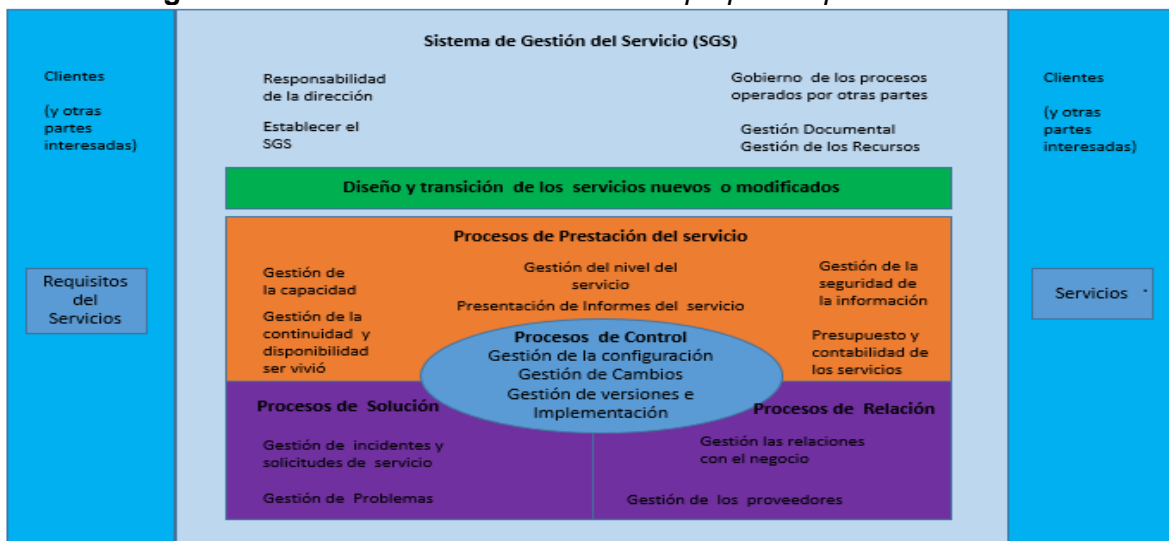 Sistema de Gestión del Servicio (SGS)
Clientes
(y otras
partes
interesadas)
Requisitos
del
Servicios
Responsabilidad
de la dirección
Establecer el
SGS
Gobierno de los procesos
operados por otras partes
Gestión Documental
Gestión de los Recursos
Diseño y transición de los servicios nuevos o modificados
Procesos de Prestación del servicio
Gestión de
la capacidad
Gestión de la
continuidad y
disponibilidad
ser vivió
Gestión del nivel del
servicio
Presentación de Informes del servicio
Gestión de la
seguridad de
la información
Presupuesto y
contabilidad de
los servicios
Procesos de Control
Gestión de la configuración
Gestión de Cambios
Gestión de versiones e
Implementación
Procesos de Solución
Gestión de incidentes y
solicitudes de servicio
Gestión de Problemas
Procesos de Relación
Gestión las relaciones
con el negocio
Gestión de los proveedores
Clientes
(y otras
partes
interesadas)
Servicios